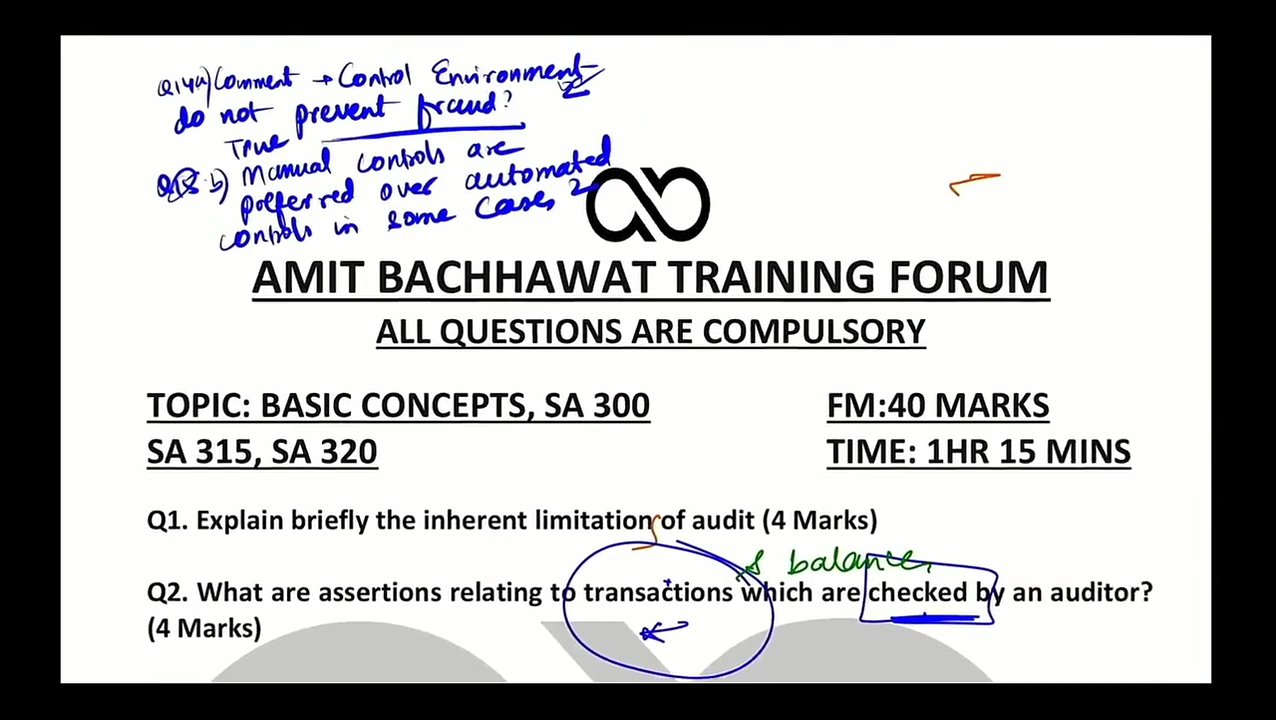 Q14a) Comment → Control Environment
do not prevent fraud?
True
b) Manual controls are
preferred over automated
controls in some cases?
AMIT BACHHAWAT TRAINING FORUM
ALL QUESTIONS ARE COMPULSORY
TOPIC: BASIC CONCEPTS, SA 300 FM:40 MARKS
SA 315, SA 320 TIME: 1HR 15 MINS
Q1. Explain briefly the inherent limitation of audit (4 Marks)
& balance
Q2. What are assertions relating to transactions which are checked by an auditor?
(4 Marks)